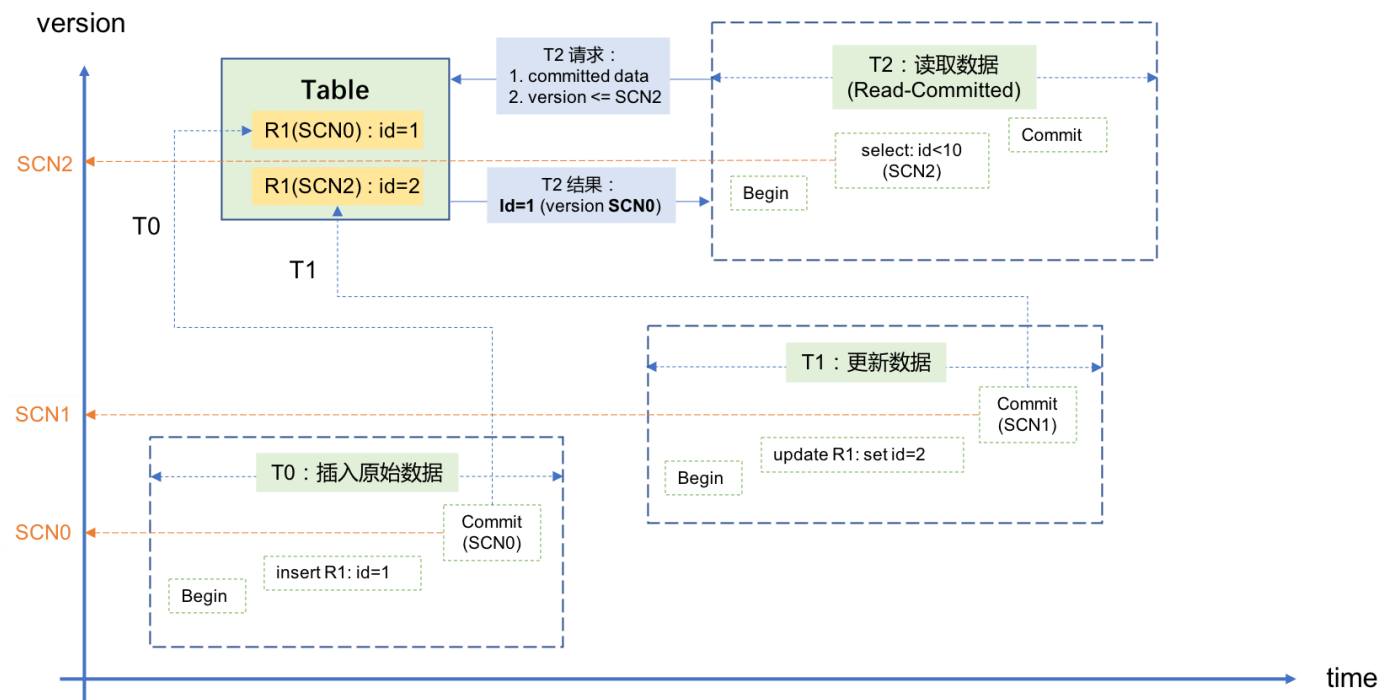 version
Table
R1(SCN0) : id=1
R1(SCN2) : id=2
T2 请求：
1. committed data
2. version <= SCN2
T2：读取数据
(Read-Committed)
Commit
select: id<10
(SCN2)
Begin
T2 结果：
Id=1 (version SCN0)
SCN2
T0
T1
T1：更新数据
Commit
(SCN1)
update R1: set id=2
Begin
SCN1
T0：插入原始数据
Commit
(SCN0)
insert R1: id=1
Begin
SCN0
time